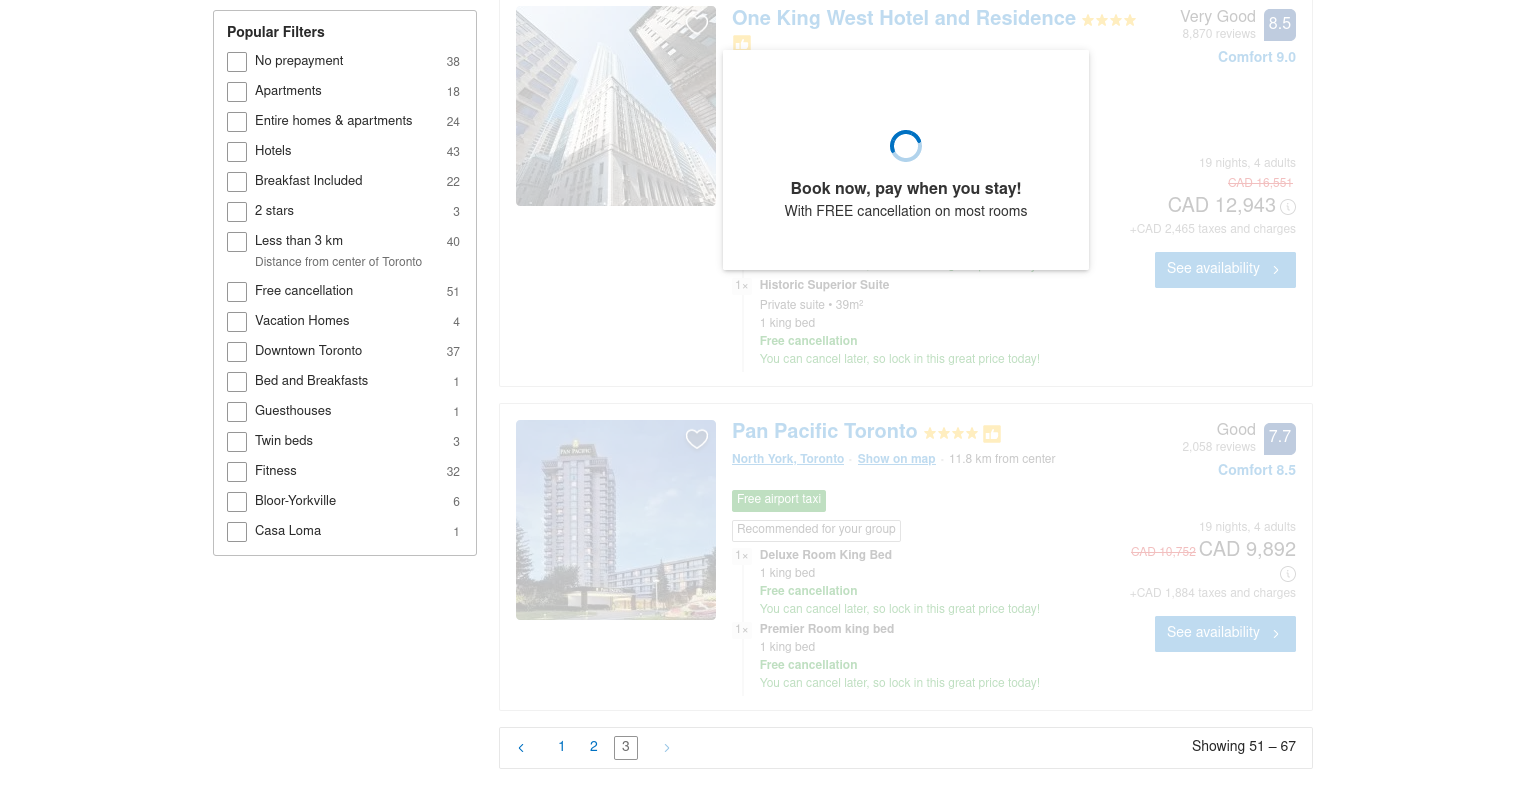 Popular Filters
No prepayment 38
Apartments 18
Entire homes & apartments 24
Hotels 43
Breakfast Included 22
2 stars 3
Less than 3 km 40
Distance from center of Toronto
Free cancellation 51
Vacation Homes 4
Downtown Toronto 37
Bed and Breakfasts 1
Guesthouses 1
Twin beds 3
Fitness 32
Bloor-Yorkville 6
Casa Loma 1
One King West Hotel and Residence
Very Good 8.5
8,870 reviews
Comfort 9.0
Book now, pay when you stay!
With FREE cancellation on most rooms
19 nights, 4 adults
CAD 16,551
CAD 12,943
+CAD 2,465 taxes and charges
See availability
1× Historic Superior Suite
Private suite • 39m²
1 king bed
Free cancellation
You can cancel later, so lock in this great price today!
PAN PACIFIC
Pan Pacific Toronto
Good 7.7
2,058 reviews
Comfort 8.5
North York, Toronto · Show on map · 11.8 km from center
Free airport taxi
Recommended for your group
1× Deluxe Room King Bed
1 king bed
Free cancellation
You can cancel later, so lock in this great price today!
1× Premier Room king bed
1 king bed
Free cancellation
You can cancel later, so lock in this great price today!
19 nights, 4 adults
CAD 10,752 CAD 9,892
+CAD 1,884 taxes and charges
See availability
1 2 3
Showing 51 – 67